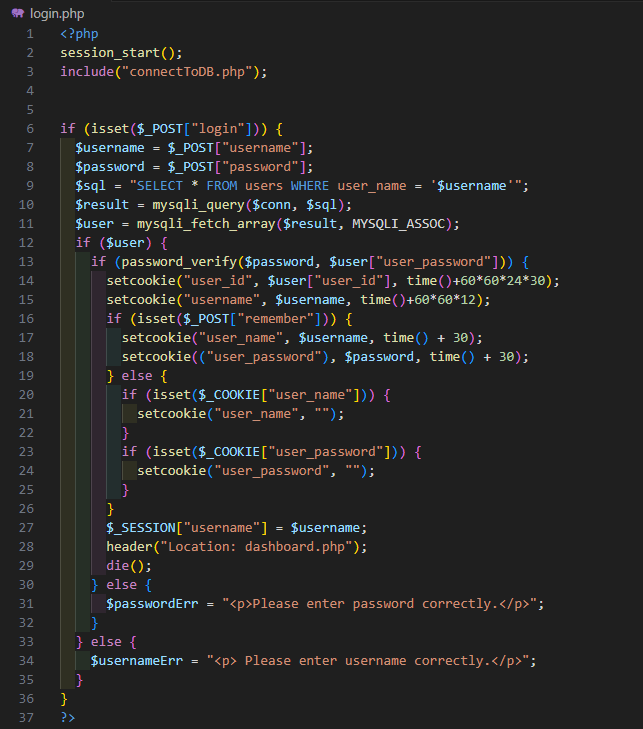 login.php
1 <?php
2 session_start();
3 include("connectToDB.php");
4
5
6 if (isset($_POST["login"])) {
7 $username = $_POST["username"];
8 $password = $_POST["password"];
9 $sql = "SELECT * FROM users WHERE user_name = '$username'";
10 $result = mysqli_query($conn, $sql);
11 $user = mysqli_fetch_array($result, MYSQLI_ASSOC);
12 if ($user) {
13 if (password_verify($password, $user["user_password"])) {
14 setcookie("user_id", $user["user_id"], time()+60*60*24*30);
15 setcookie("username", $username, time()+60*60*12);
16 if (isset($_POST["remember"])) {
17 setcookie("user_name", $username, time() + 30);
18 setcookie(("user_password"), $password, time() + 30);
19 } else {
20 if (isset($_COOKIE["user_name"])) {
21 setcookie("user_name", "");
22 }
23 if (isset($_COOKIE["user_password"])) {
24 setcookie("user_password", "");
25 }
26 }
27 $_SESSION["username"] = $username;
28 header("Location: dashboard.php");
29 die();
30 } else {
31 $passwordErr = "<p>Please enter password correctly.</p>";
32 }
33 } else {
34 $usernameErr = "<p> Please enter username correctly.</p>";
35 }
36 }
37 ?>